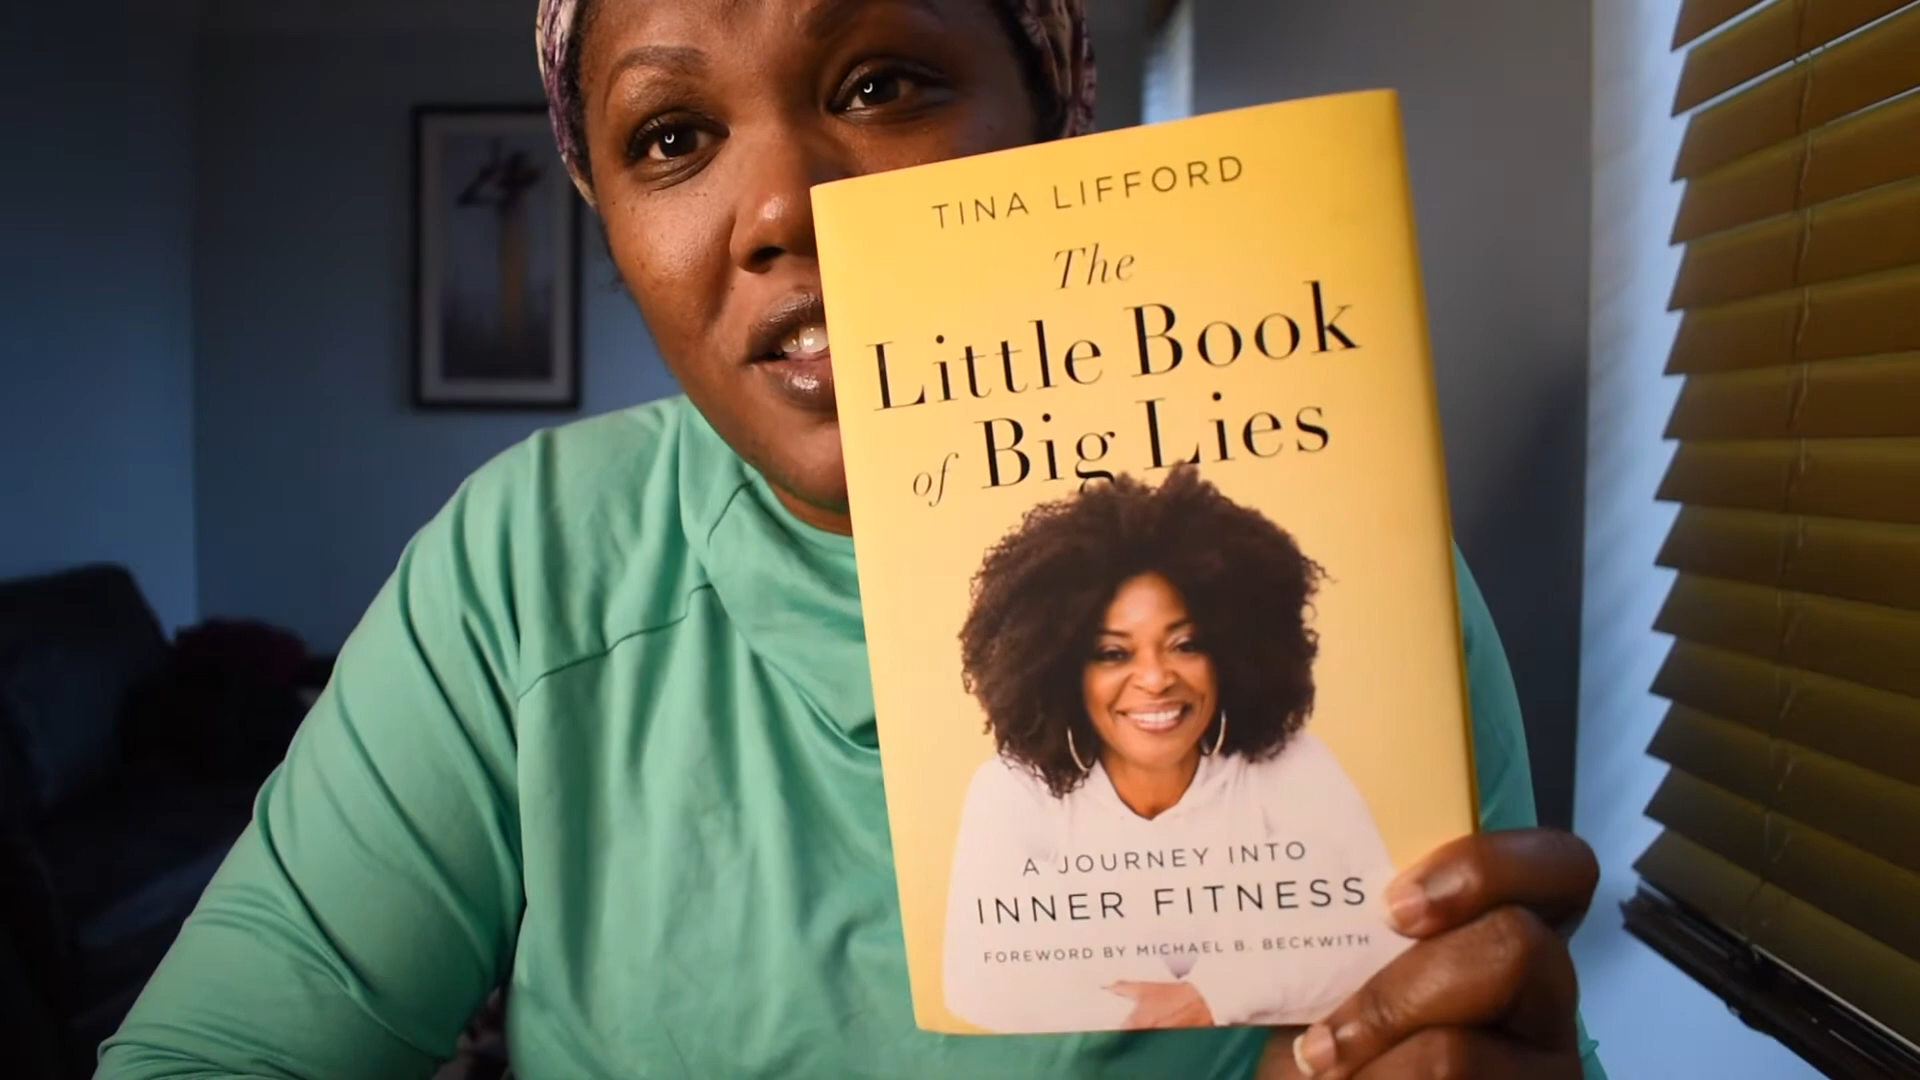 TINA LIFFORD
The
Little Book
of Big Lies
A JOURNEY INTO
INNER FITNESS
FOREWORD BY MICHAEL B. BECKWITH